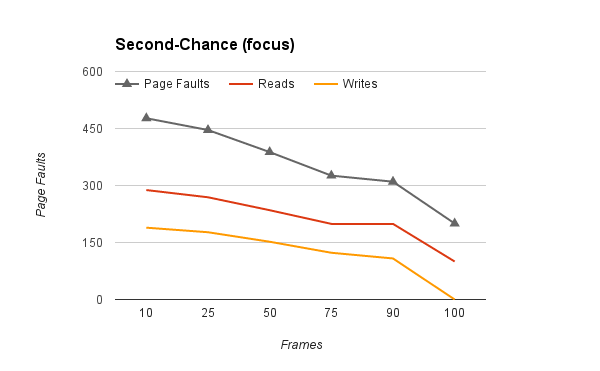 Second-Chance (focus)
600
Page Faults Reads Writes
450
300
150
0
10 25 50 75 90 100
Page Faults
Frames